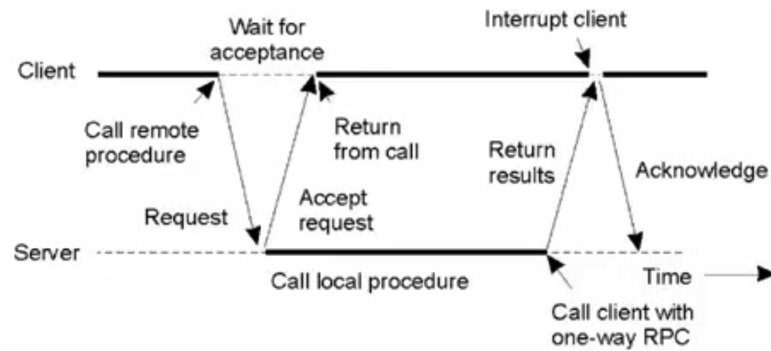 Interrupt client
Wait for
acceptance
Client
Call remote
procedure
Return
from call
Return
results
Acknowledge
Request
Accept
request
Server
Call local procedure
Time
Call client with
one-way RPC